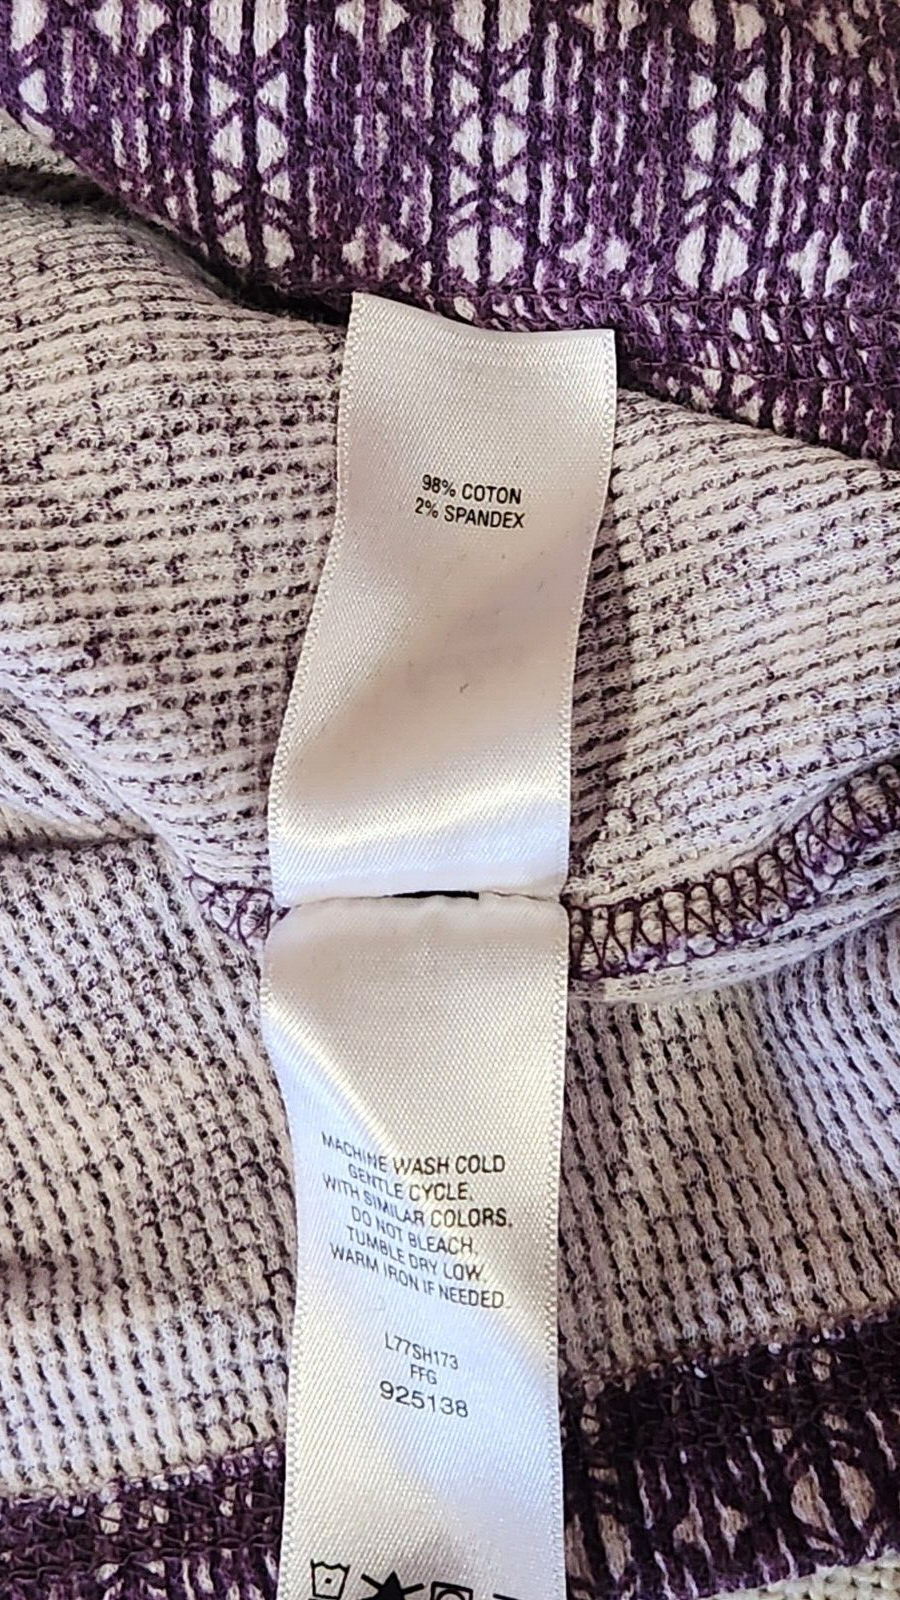 98% COTON
2% SPANDEX
MACHINE WASH COLD
GENTLE CYCLE,
WITH SIMILAR COLORS.
DO NOT BLEACH,
TUMBLE DRY LOW,
WARM IRON IF NEEDED.
L77SH173
FFG
925138